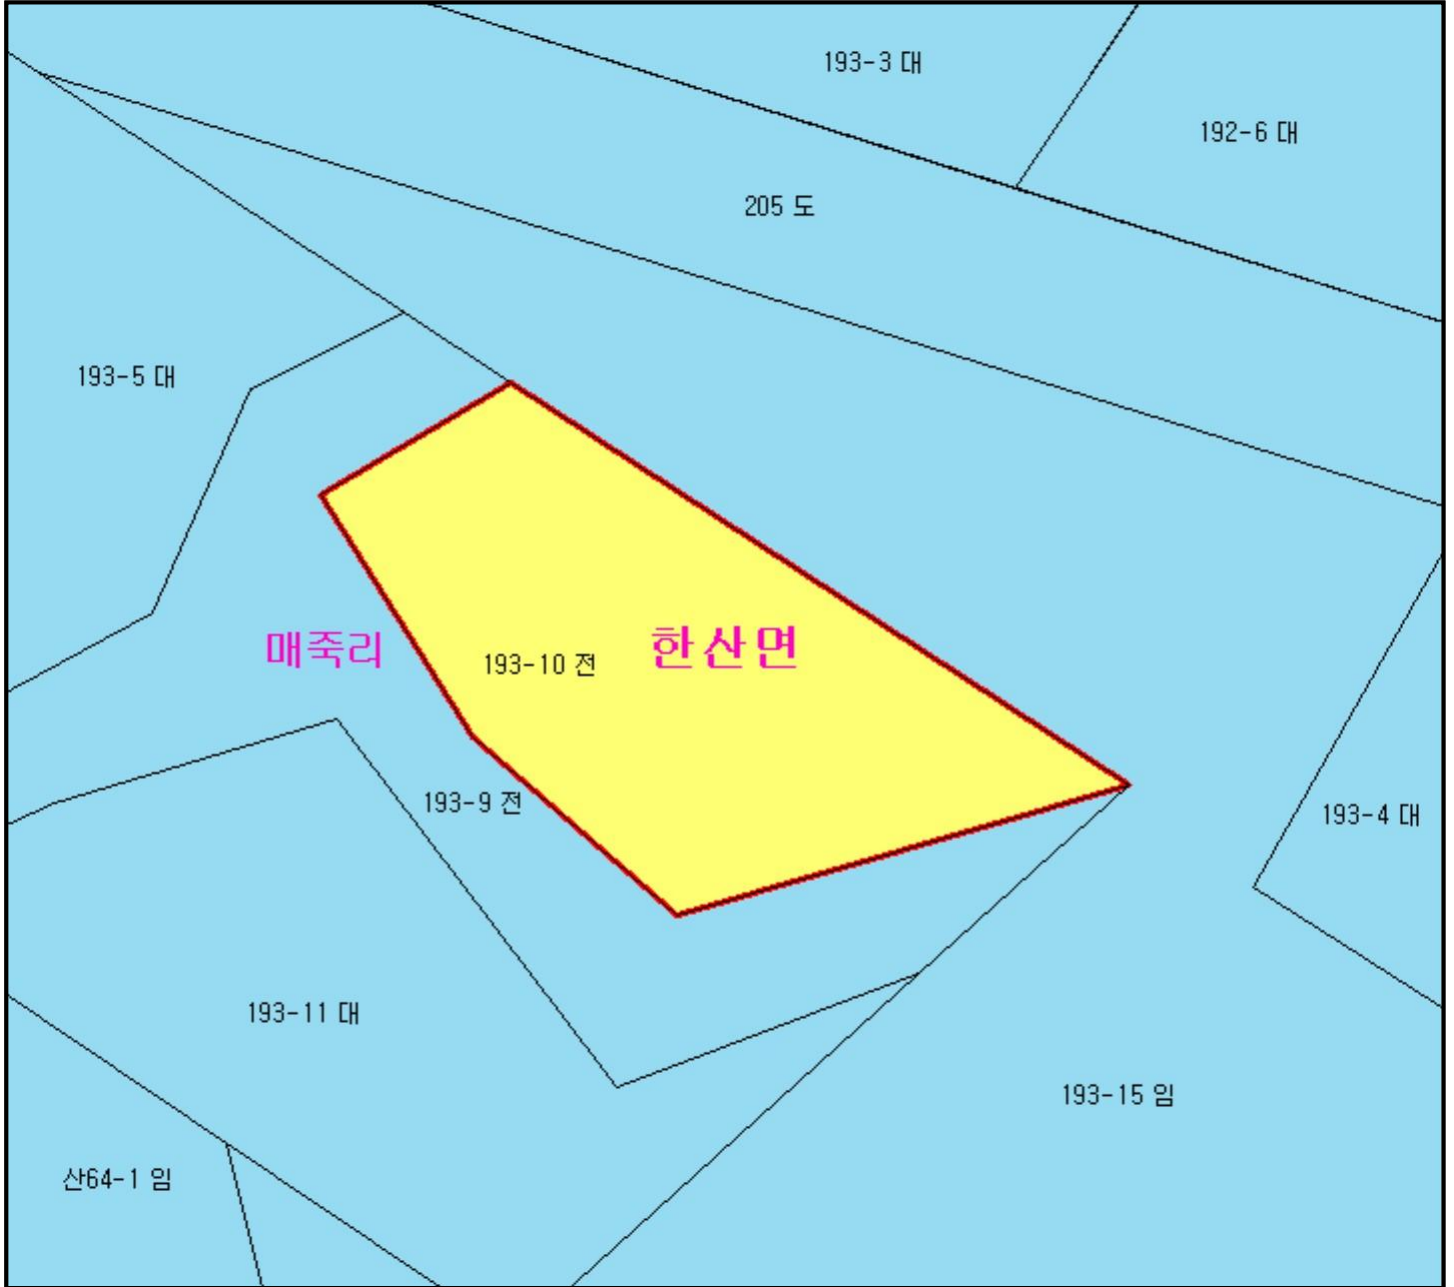 193-3 대
192-6 대
205 도
193-5 대
매죽리
193-10 전
한산면
193-9 전
193-4 대
193-11 대
193-15 임
산64-1 임